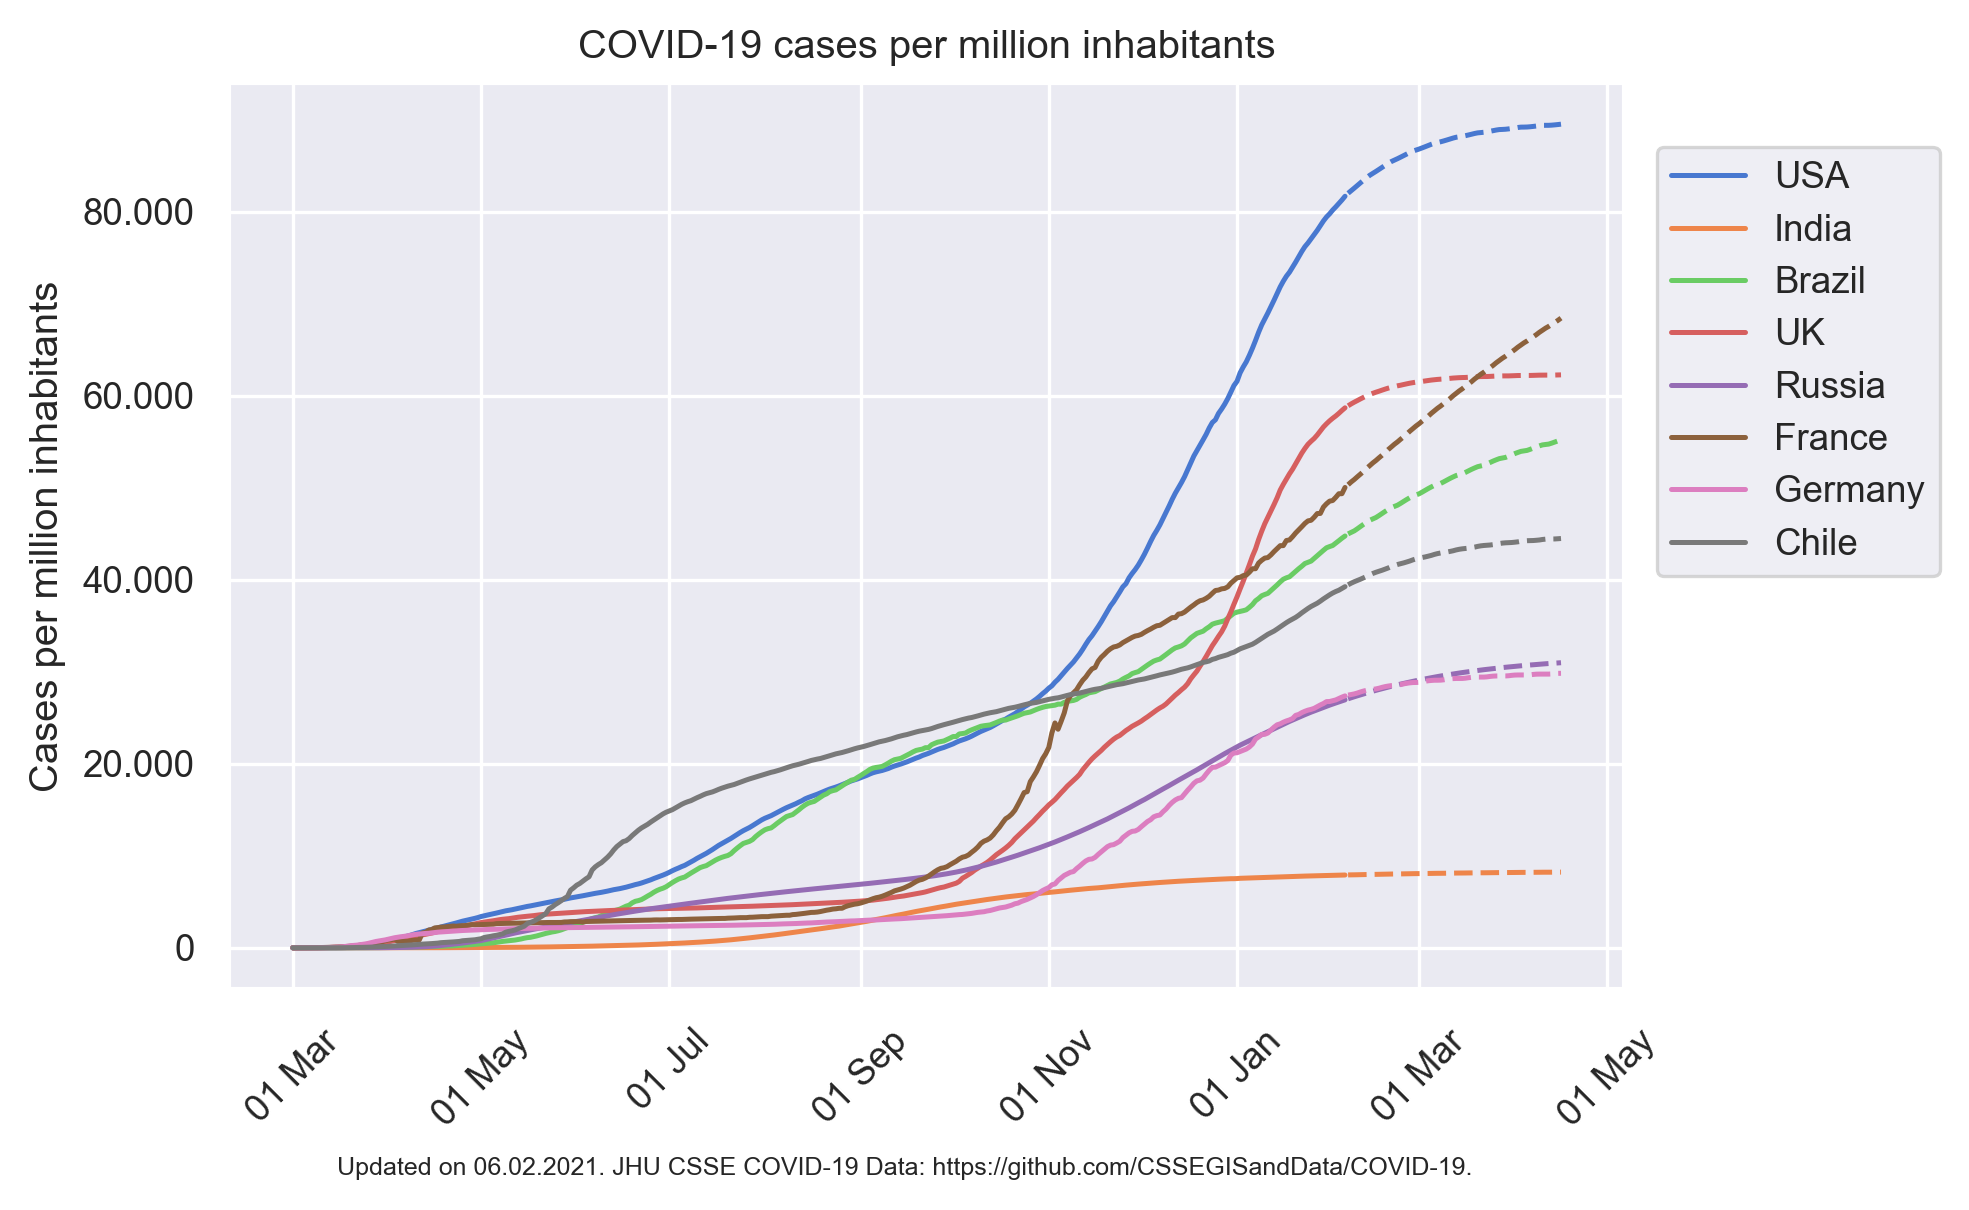 COVID-19 cases per million inhabitants
Cases per million inhabitants
80.000
60.000
40.000
20.000
0
01 Mar
01 May
01 Jul
01 Sep
01 Nov
01 Jan
01 Mar
01 May
USA
India
Brazil
UK
Russia
France
Germany
Chile
Updated on 06.02.2021. JHU CSSE COVID-19 Data: https://github.com/CSSEGISandData/COVID-19.